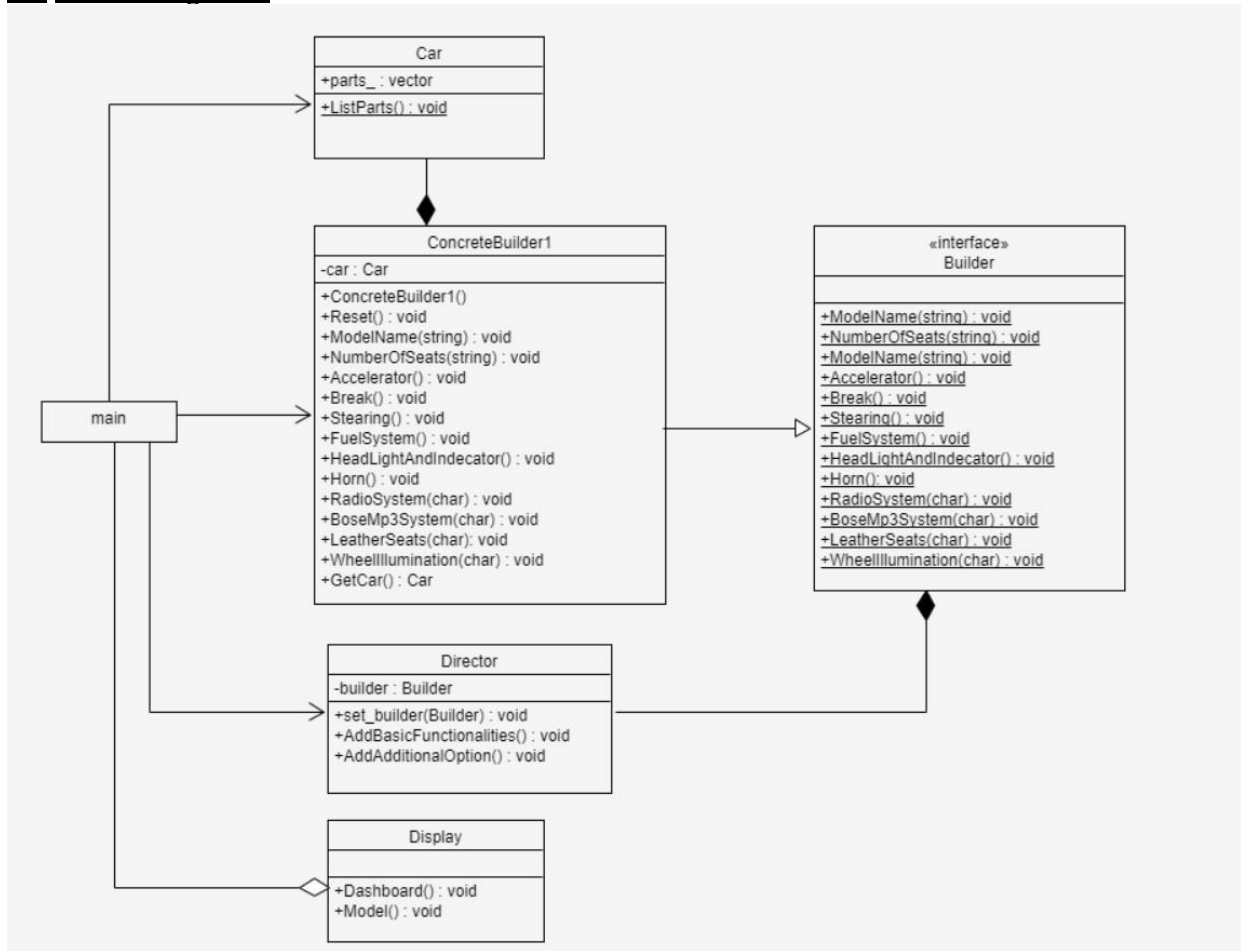 Car
+parts_ : vector
+ListParts() : void
ConcreteBuilder1
-car : Car
+ConcreteBuilder1()
+Reset() : void
+ModelName(string) : void
+NumberOfSeats(string) : void
+Accelerator() : void
+Break() : void
+Stearing() : void
+FuelSystem() : void
+HeadLightAndIndecator() : void
+Horn() : void
+RadioSystem(char) : void
+BoseMp3System(char) : void
+LeatherSeats(char): void
+WheelIllumination(char) : void
+GetCar() : Car
«interface»
Builder
+ModelName(string) : void
+NumberOfSeats(string) : void
+ModelName(string) : void
+Accelerator() : void
+Break() : void
+Stearing() : void
+FuelSystem() : void
+HeadLightAndIndecator() : void
+Horn(): void
+RadioSystem(char) : void
+BoseMp3System(char) : void
+LeatherSeats(char) : void
+WheelIllumination(char) : void
main
Director
-builder : Builder
+set_builder(Builder) : void
+AddBasicFunctionalities() : void
+AddAdditionalOption() : void
Display
+Dashboard() : void
+Model() : void